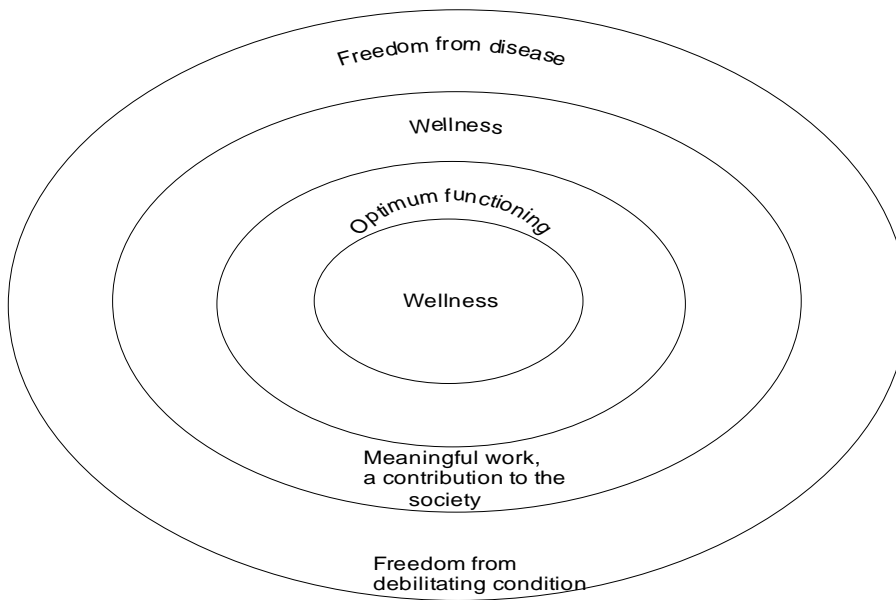 Freedom from disease
Wellness
Optimum functioning
Wellness
Meaningful work,
a contribution to the
society
Freedom from
debilitating condition